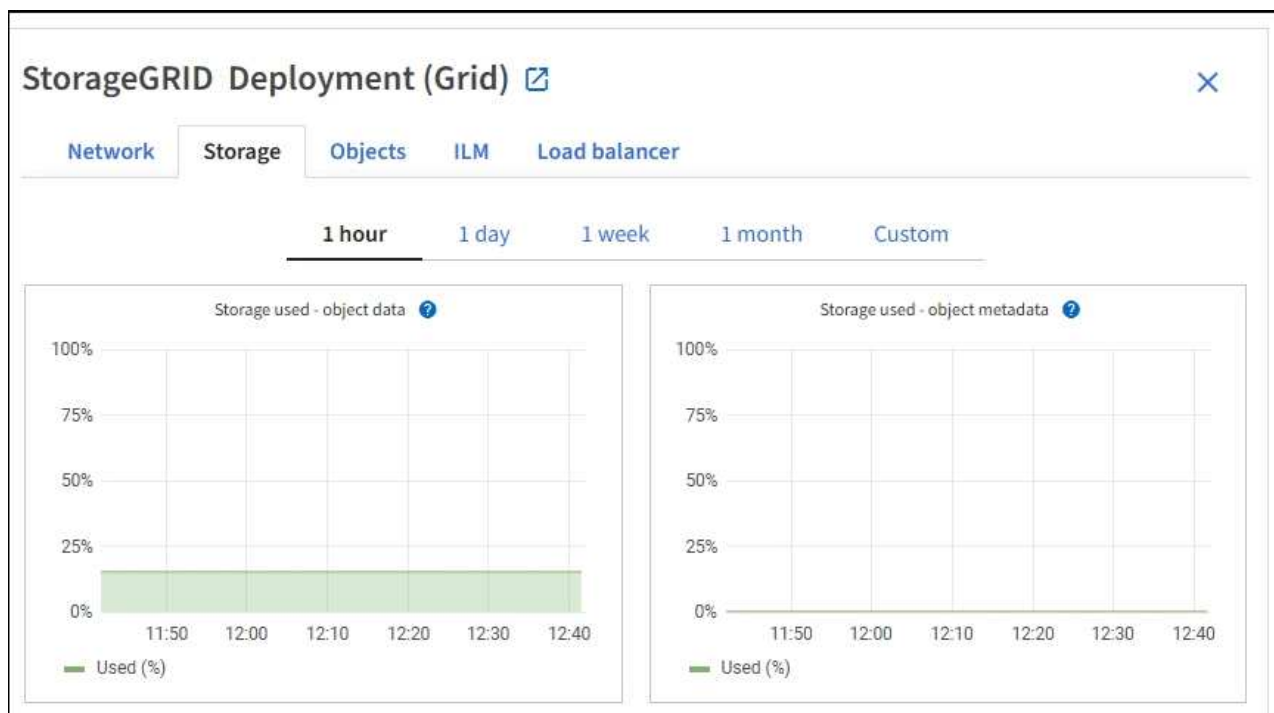 StorageGRID Deployment (Grid)
Network Storage Objects ILM Load balancer
1 hour 1 day 1 week 1 month Custom
Storage used - object data ?
100%
75%
50%
25%
0%
11:50 12:00 12:10 12:20 12:30 12:40
Used (%)
Storage used - object metadata ?
100%
75%
50%
25%
0%
11:50 12:00 12:10 12:20 12:30 12:40
Used (%)